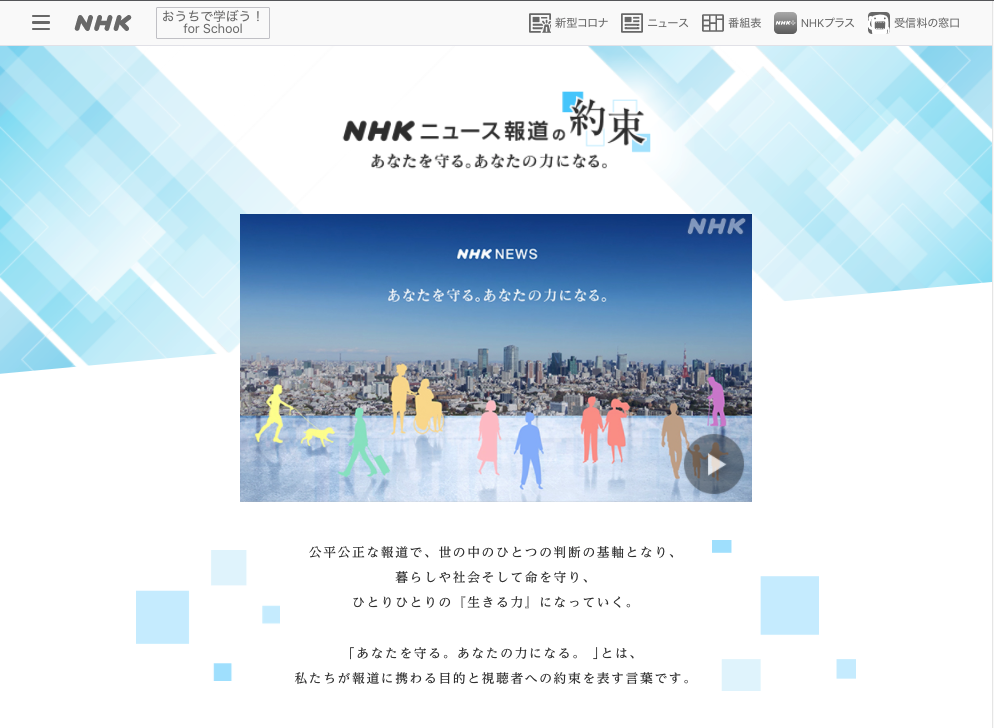 NHK
おうちで学ぼう！
for School
新型コロナ
ニュース
番組表
NHK+
NHKプラス
受信料の窓口
NHK ニュース報道の約束
あなたを守る。あなたの力になる。
NHK
NHK NEWS
あなたを守る。あなたの力になる。
公平公正な報道で、世の中のひとつの判断の基軸となり、
暮らしや社会そして命を守り、
ひとりひとりの『生きる力』になっていく。
「あなたを守る。あなたの力になる。 」とは、
私たちが報道に携わる目的と視聴者への約束を表す言葉です。